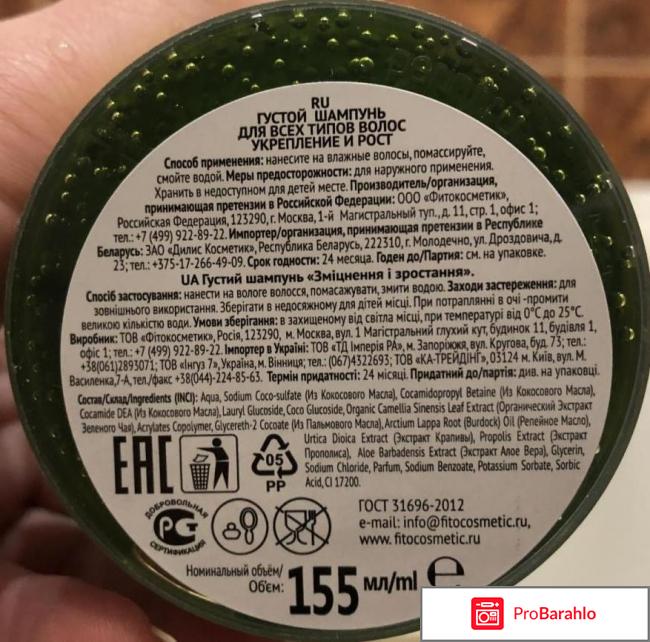 RU
ГУСТОЙ ШАМПУНЬ
ДЛЯ ВСЕХ ТИПОВ ВОЛОС
УКРЕПЛЕНИЕ И РОСТ
Способ применения: нанесите на влажные волосы, помассируйте,
смойте водой. Меры предосторожности: для наружного применения.
Хранить в недоступном для детей месте. Производитель/организация,
принимающая претензии в Российской Федерации: ООО «Фитокосметик»,
Российская Федерация, 123290, г. Москва, 1-й Магистральный туп., д. 11, стр. 1, офис 1;
тел.: +7 (499) 922-89-22. Импортер/организация, принимающая претензии в Республике
Беларусь: ЗАО «Дилис Косметик», Республика Беларусь, 222310, г. Молодечно, ул. Дроздовича, д.
23; тел.: +375-17-266-49-09. Срок годности: 24 месяца. Годен до/Партия: см. на упаковке.
UA Густий шампунь «Зміцнення і зростання».
Спосіб застосування: нанести на вологе волосся, помасажувати, змити водою. Заходи застереження: для
зовнішнього використання. Зберігати в недосяжному для дітей місці. При потраплянні в очі -промити
великою кількістю води. Умови зберігання: в захищеному від світла місці, при температурі від 0°С до 25°С.
Виробник: ТОВ «Фітокосметік», Росія, 123290, м. Москва, вул. 1 Магістральний глухий кут, будинок 11, будівля 1,
офіс 1; тел.: +7 (499) 922-89-22. Імпортер в Україні: ТОВ «ТД Імперія РА», м. Запоріжжя, вул. Кругова, буд. 73; тел.:
+38(061)2893071; ТОВ «Інгуз 7», Україна, м. Вінниця; тел.: (067)4322693; ТОВ «КА-ТРЕЙДІНГ», 03124 м. Київ, вул. М.
Василенка,7-А, тел./факс +38(044)-224-85-63. Термін придатності: 24 місяці. Придатний до/партія: див. на упаковці.
Состав/Склад/Ingredients (INCI): Aqua, Sodium Coco-sulfate (Из Кокосового Масла), Cocamidopropyl Betaine (Из Кокосового Масла),
Cocamide DEA (Из Кокосового Масла), Lauryl Glucoside, Coco Glucoside, Organic Camellia Sinensis Leaf Extract (Органический Экстракт
Зеленого Чая), Acrylates Copolymer, Glycereth-2 Cocoate (Из Пальмового Масла), Arctium Lappa Root (Burdock) Oil (Репейное Масло),
Urtica Dioica Extract (Экстракт Крапивы), Propolis Extract (Экстракт
Прополиса), Aloe Barbadensis Extract (Экстракт Алое Вера), Glycerin,
Sodium Chloride, Parfum, Sodium Benzoate, Potassium Sorbate, Sorbic
Acid, CI 17200.
EAC
05
PP
ДОБРОВОЛЬНАЯ
РСТ
СЕРТИФИКАЦИЯ
ГОСТ 31696-2012
e-mail: info@fitocosmetic.ru,
www. fitocosmetic.ru
Номинальный объём/
Об'єм:
155 мл/ml e
ProBarahlo